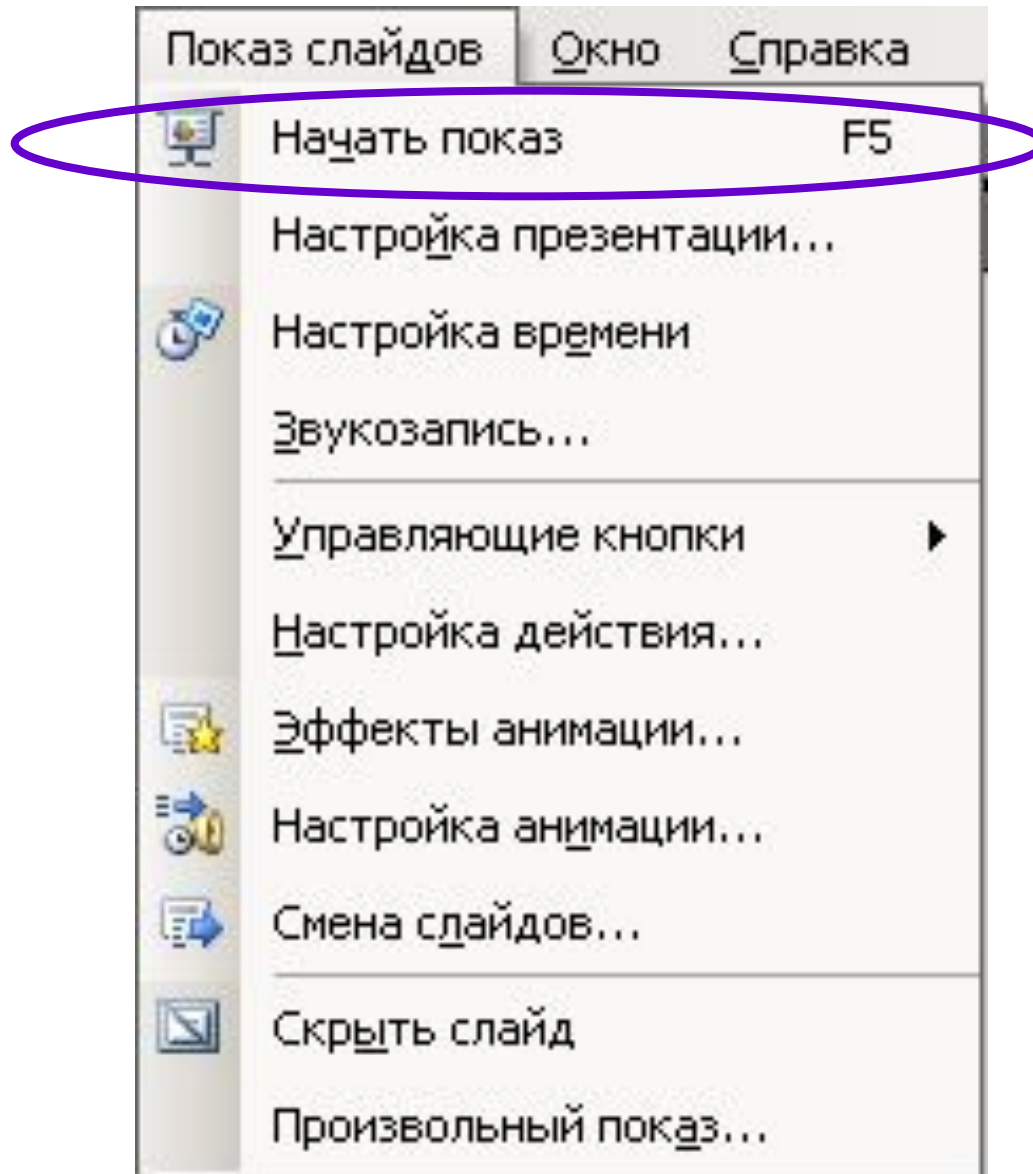 Показ слайдов Окно Справка
Начать показ F5
Настройка презентации...
Настройка времени
Звукозапись...
Управляющие кнопки
Настройка действия...
Эффекты анимации...
Настройка анимации...
Смена слайдов...
Скрыть слайд
Произвольный показ...